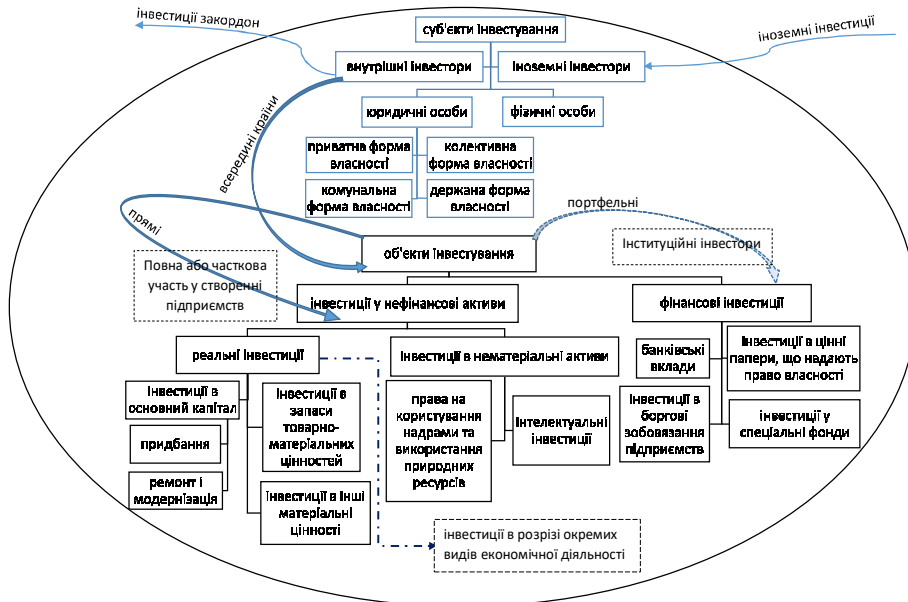 інвестиції закордон
іноземні інвестиції
суб'єкти інвестування
внутрішні інвестори
іноземні інвестори
юридичні особи
фізичні особи
всередині країни
приватна форма
власності
колективна
форма власності
комунальна
форма власності
держана форма
власності
прямі
портфельні
об'єкти інвестування
Інституційні інвестори
Повна або часткова
участь у створенні
підприємств
інвестиції у нефінансові активи
фінансові інвестиції
реальні інвестиції
Інвестиції в нематеріальні активи
банківські
вклади
Інвестиції в цінні
папери, що надають
право власності
Інвестиції в
основний капітал
Інвестиції в
запаси
товарно-
матеріальних
цінностей
права на
користування
надрами та
використання
природних
ресурсів
Інтелектуальні
інвестиції
Інвестиції в
боргові
зобовязання
підприємств
інвестиції у
спеціальні фонди
придбання
ремонт і
модернізація
інвестиції в інші
матеріальні
цінності
інвестиції в розрізі окремих
видів економічної діяльності